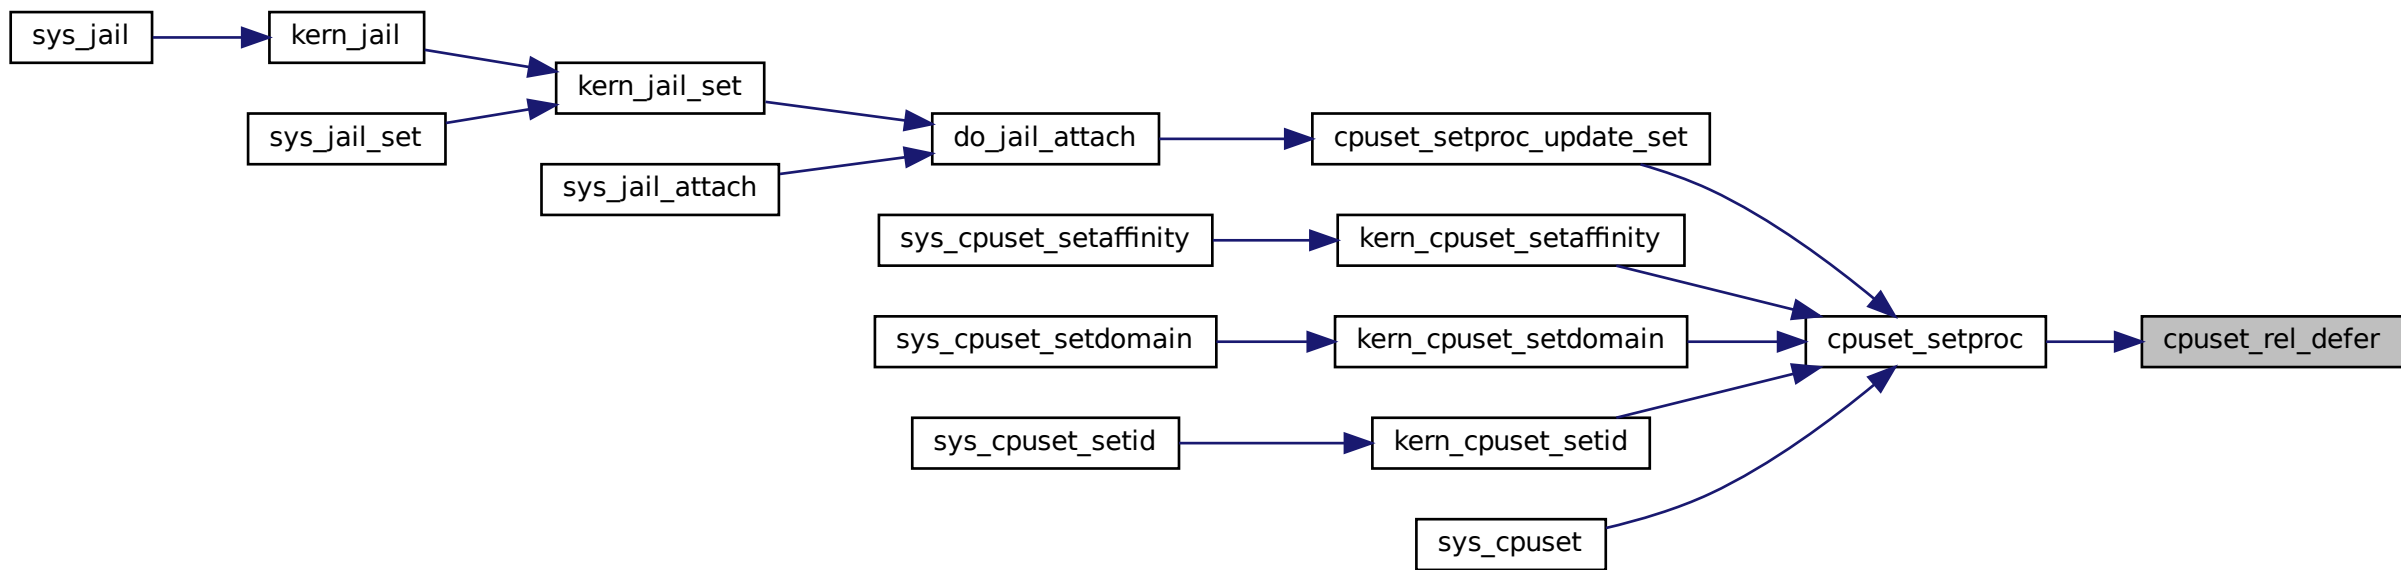 sys_jail
kern_jail
kern_jail_set
sys_jail_set
do_jail_attach
cpuset_setproc_update_set
sys_jail_attach
sys_cpuset_setaffinity
kern_cpuset_setaffinity
sys_cpuset_setdomain
kern_cpuset_setdomain
cpuset_setproc
cpuset_rel_defer
sys_cpuset_setid
kern_cpuset_setid
sys_cpuset